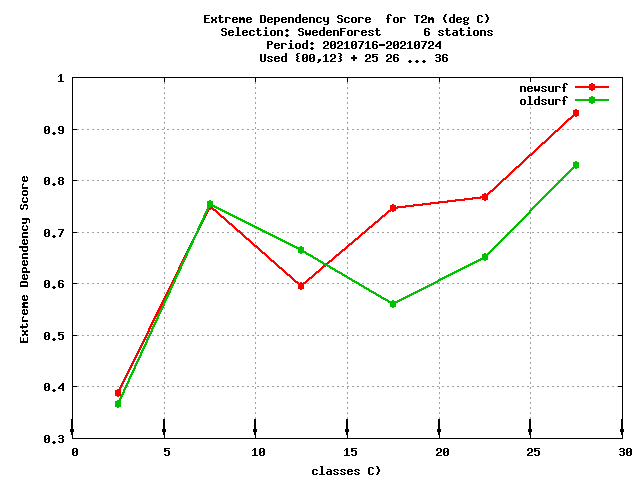 Extreme Dependency Score for T2m (deg C)
Selection: SwedenForest 6 stations
Period: 20210716-20210724
Used {00,12} + 25 26 ... 36
newsurf
oldsurf
Extreme Dependency Score
1
0.9
0.8
0.7
0.6
0.5
0.4
0.3
0 5 10 15 20 25 30
classes C)